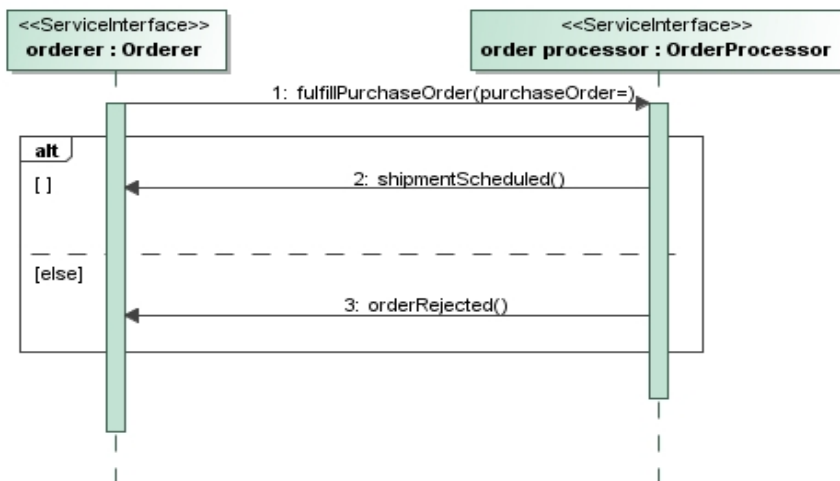 <<ServiceInterface>>
orderer : Orderer
<<ServiceInterface>>
order processor : OrderProcessor
1: fulfillPurchaseOrder(purchaseOrder=)
alt
[ ]
2: shipmentScheduled()
[else]
3: orderRejected()